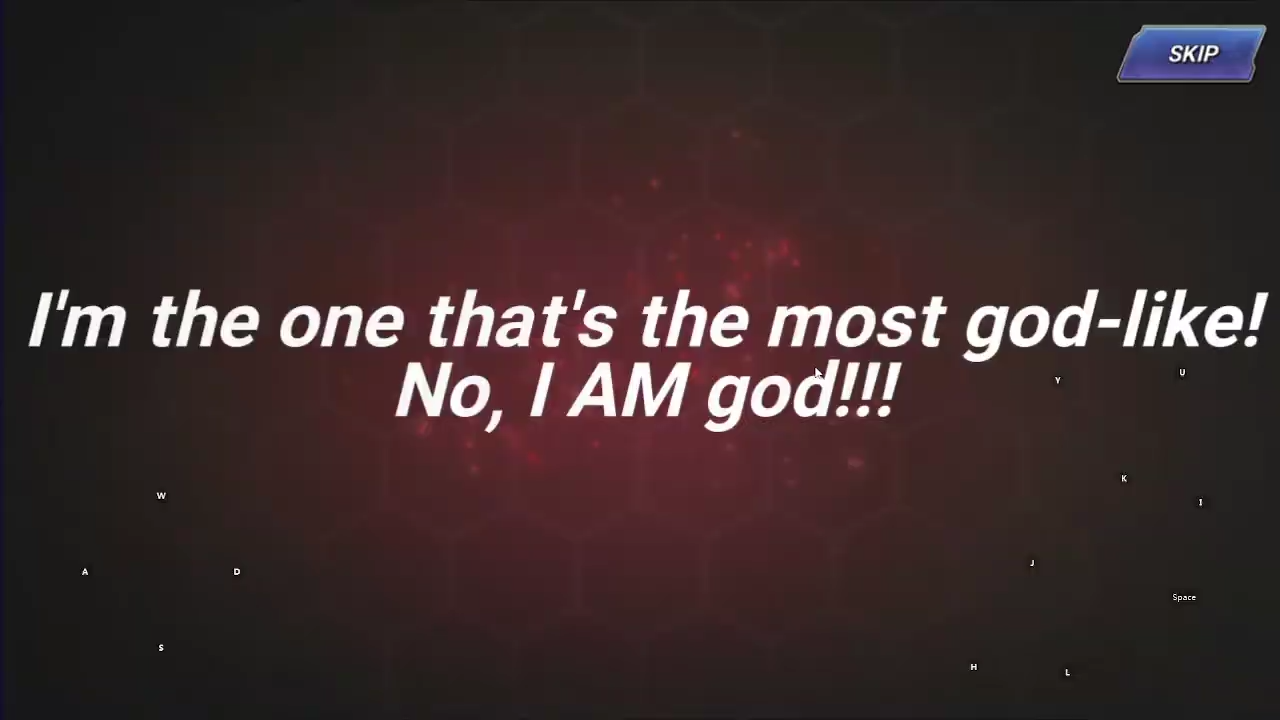 SKIP
I'm the one that's the most god-like!
No, I AM god!!!
Y
U
K
W
I
J
A
D
Space
S
H
L